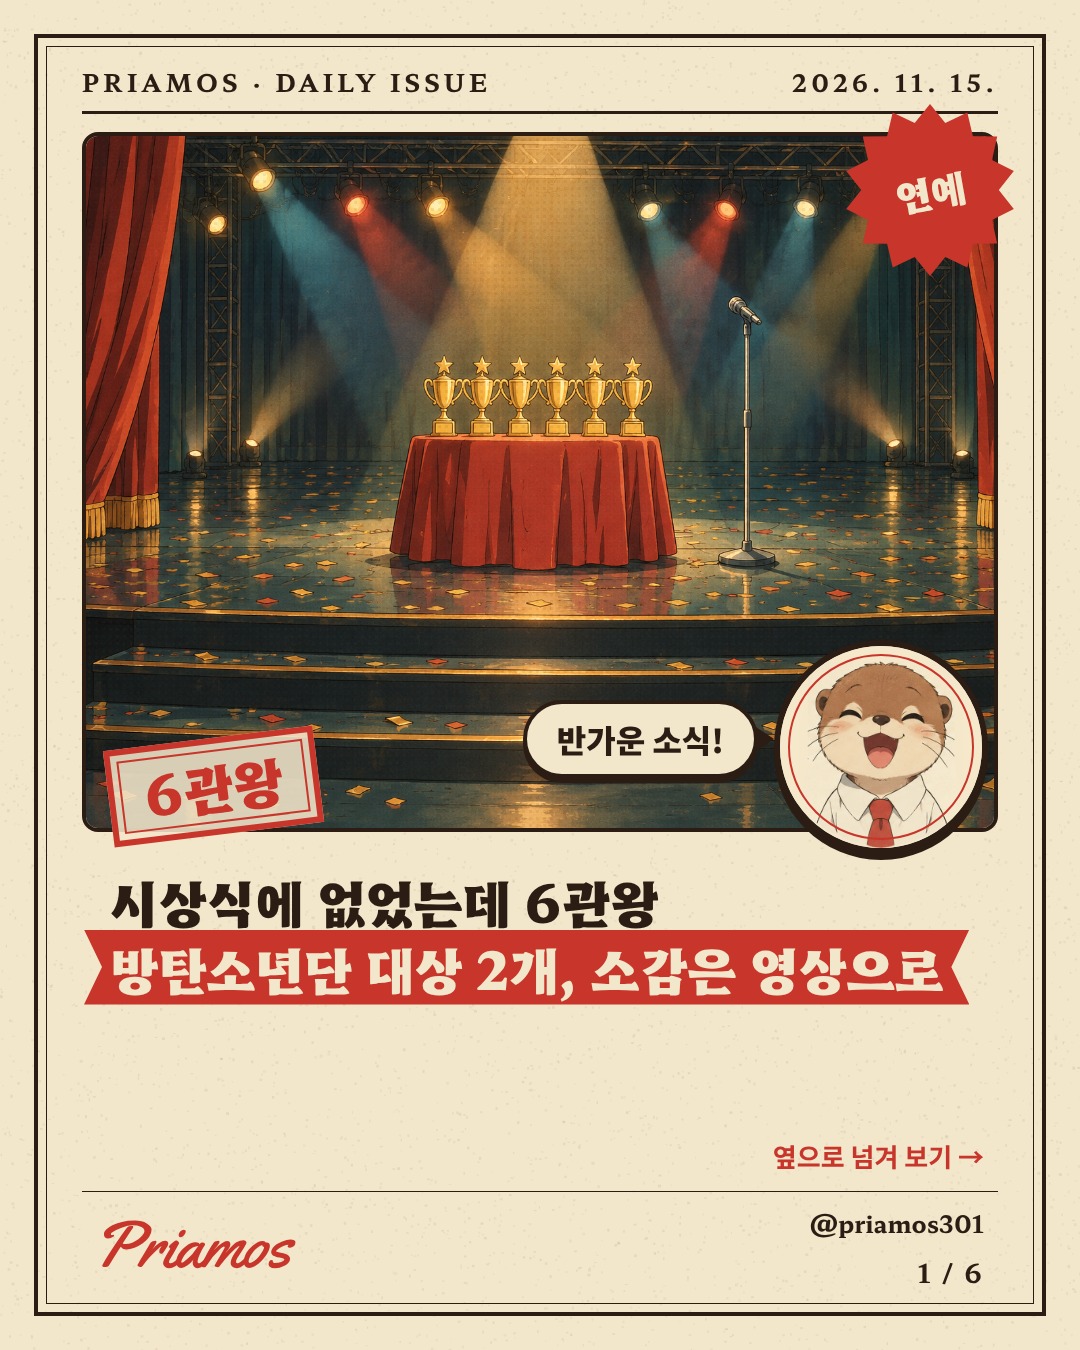 PRIAMOS · DAILY ISSUE
2026. 11. 15.
연예
반가운 소식!
6관왕
시상식에 없었는데 6관왕
방탄소년단 대상 2개, 소감은 영상으로
옆으로 넘겨 보기 →
Priamos
@priamos301
1 / 6